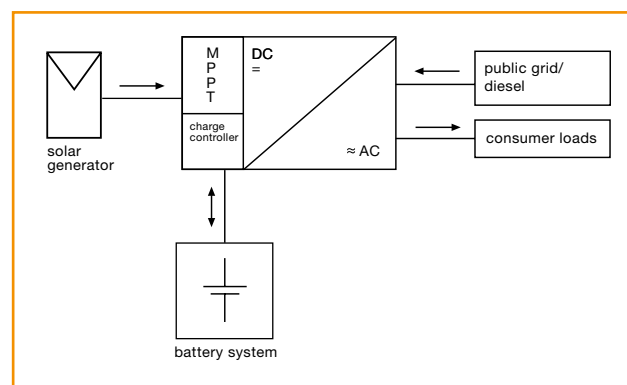 M
P
P
T
DC
=
public grid/
diesel
charge
controller
consumer loads
≈ AC
solar
generator
battery system